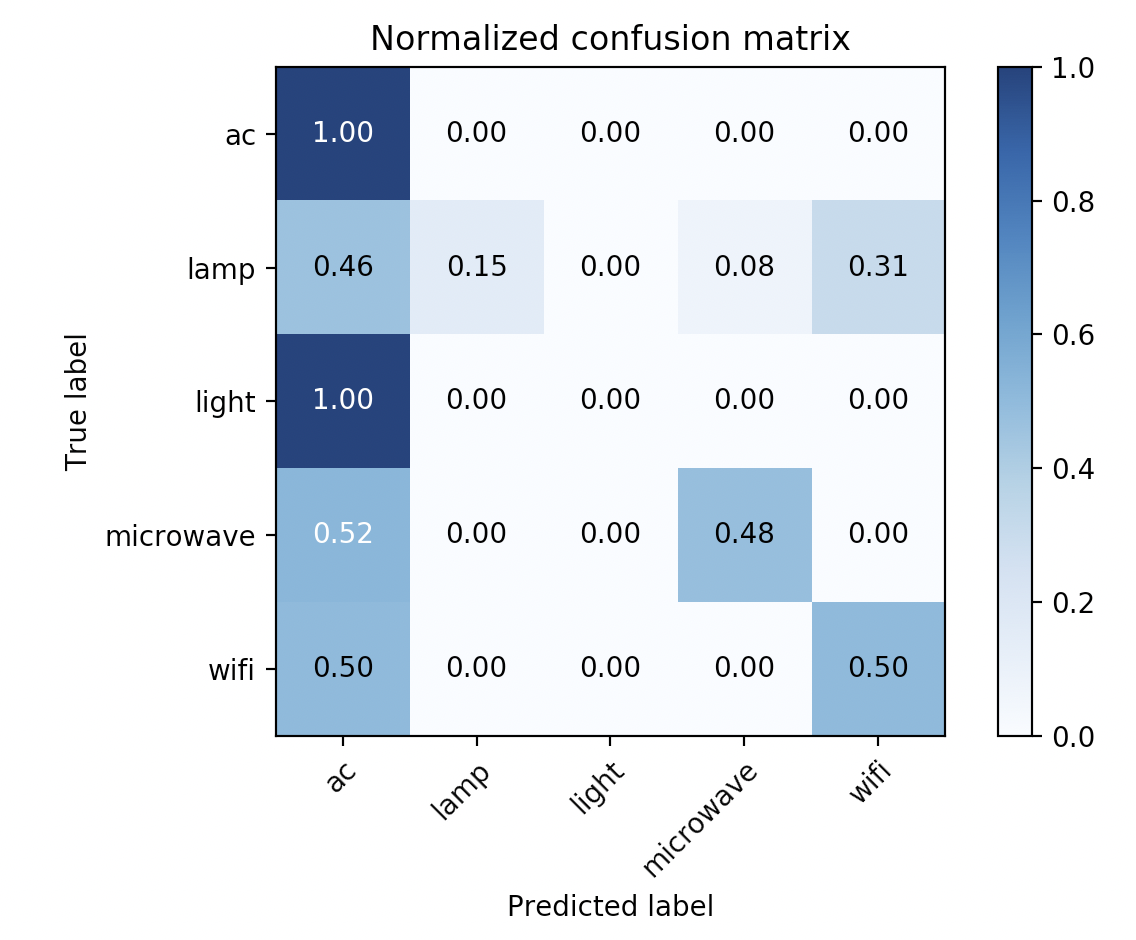 Normalized confusion matrix
True label
ac 1.00 0.00 0.00 0.00 0.00
lamp 0.46 0.15 0.00 0.08 0.31
light 1.00 0.00 0.00 0.00 0.00
microwave 0.52 0.00 0.00 0.48 0.00
wifi 0.50 0.00 0.00 0.00 0.50
ac lamp light microwave wifi
Predicted label
1.0
0.8
0.6
0.4
0.2
0.0